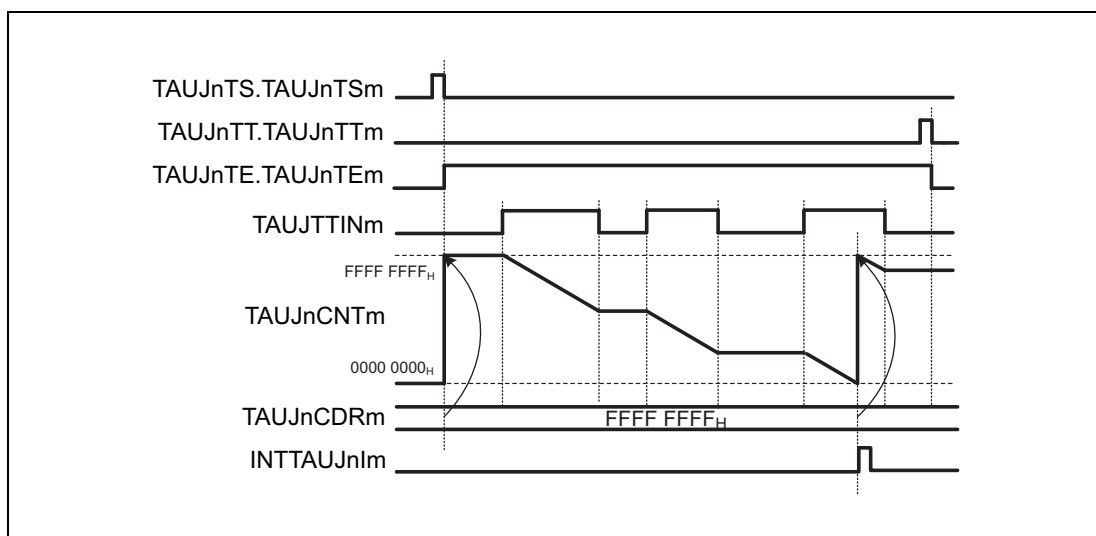 TAUJnTS.TAUJnTSm
TAUJnTT.TAUJnTTm
TAUJnTE.TAUJnTEm
TAUJTTINm
FFFF FFFFH
TAUJnCNTm
0000 0000H
TAUJnCDRm
FFFF FFFFH
INTTAUJnIm